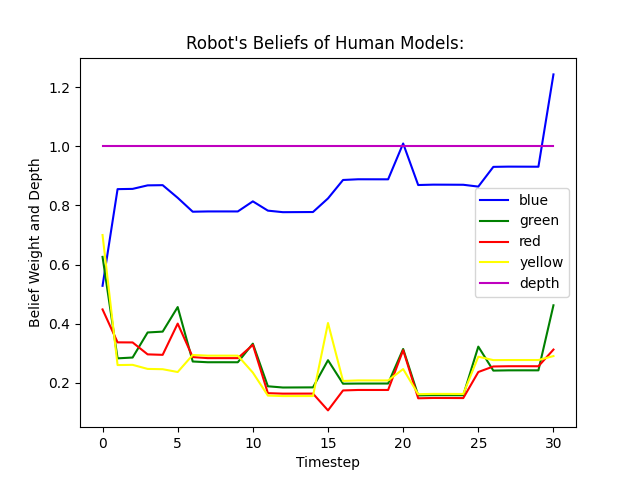 Robot's Beliefs of Human Models:
Belief Weight and Depth
1.2
1.0
0.8
0.6
0.4
0.2
blue
green
red
yellow
depth
0 5 10 15 20 25 30
Timestep